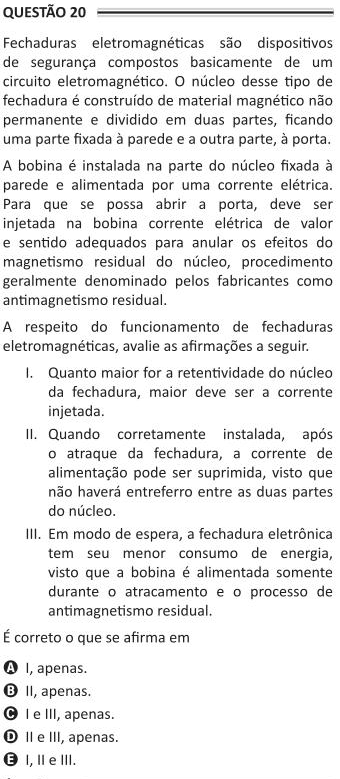 QUESTÃO 20
Fechaduras eletromagnéticas são dispositivos
de segurança compostos basicamente de um
circuito eletromagnético. O núcleo desse tipo de
fechadura é construído de material magnético não
permanente e dividido em duas partes, ficando
uma parte fixada à parede e a outra parte, à porta.
A bobina é instalada na parte do núcleo fixada à
parede e alimentada por uma corrente elétrica.
Para que se possa abrir a porta, deve ser
injetada na bobina corrente elétrica de valor
e sentido adequados para anular os efeitos do
magnetismo residual do núcleo, procedimento
geralmente denominado pelos fabricantes como
antimagnetismo residual.
A respeito do funcionamento de fechaduras
eletromagnéticas, avalie as afirmações a seguir.
I. Quanto maior for a retentividade do núcleo
da fechadura, maior deve ser a corrente
injetada.
II. Quando corretamente instalada, após
o atraque da fechadura, a corrente de
alimentação pode ser suprimida, visto que
não haverá entreferro entre as duas partes
do núcleo.
III. Em modo de espera, a fechadura eletrônica
tem seu menor consumo de energia,
visto que a bobina é alimentada somente
durante o atracamento e o processo de
antimagnetismo residual.
É correto o que se afirma em
A I, apenas.
B II, apenas.
C I e III, apenas.
D II e III, apenas.
E I, II e III.